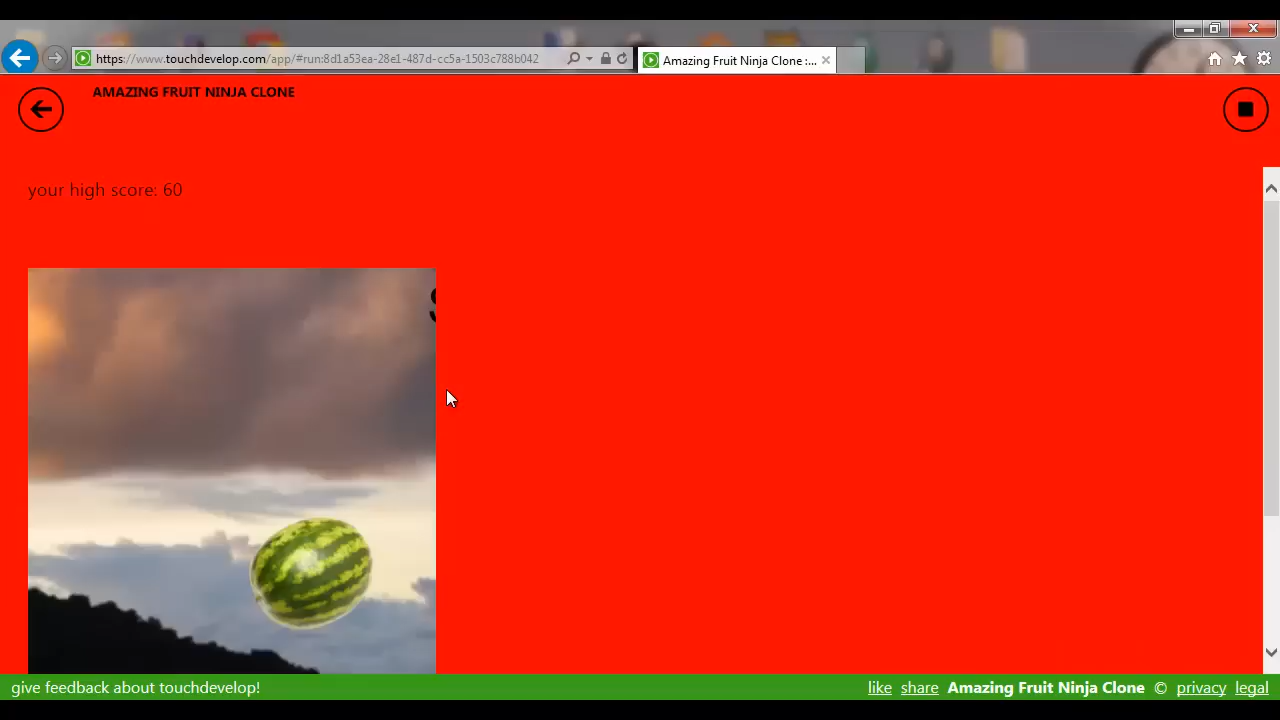 https://www.touchdevelop.com/app/#run:8d1a53ea-28e1-487d-cc5a-1503c788b042
Amazing Fruit Ninja Clone :...
AMAZING FRUIT NINJA CLONE
your high score: 60
S
give feedback about touchdevelop!
like share Amazing Fruit Ninja Clone © privacy legal